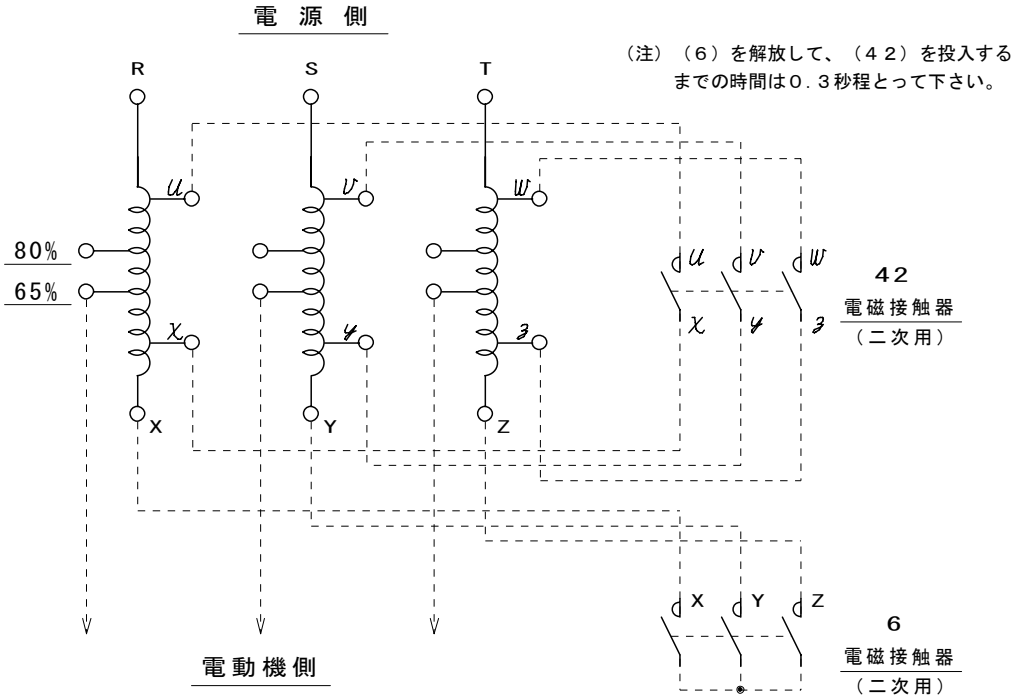 電源側
(注) (6)を解放して、(42)を投入する
までの時間は0.3秒程とって下さい。
R S T
u v w
80%
65%
u v w
42
電磁接触器
(二次用)
x y z
x y z
X Y Z
X Y Z
6
電磁接触器
(二次用)
電動機側